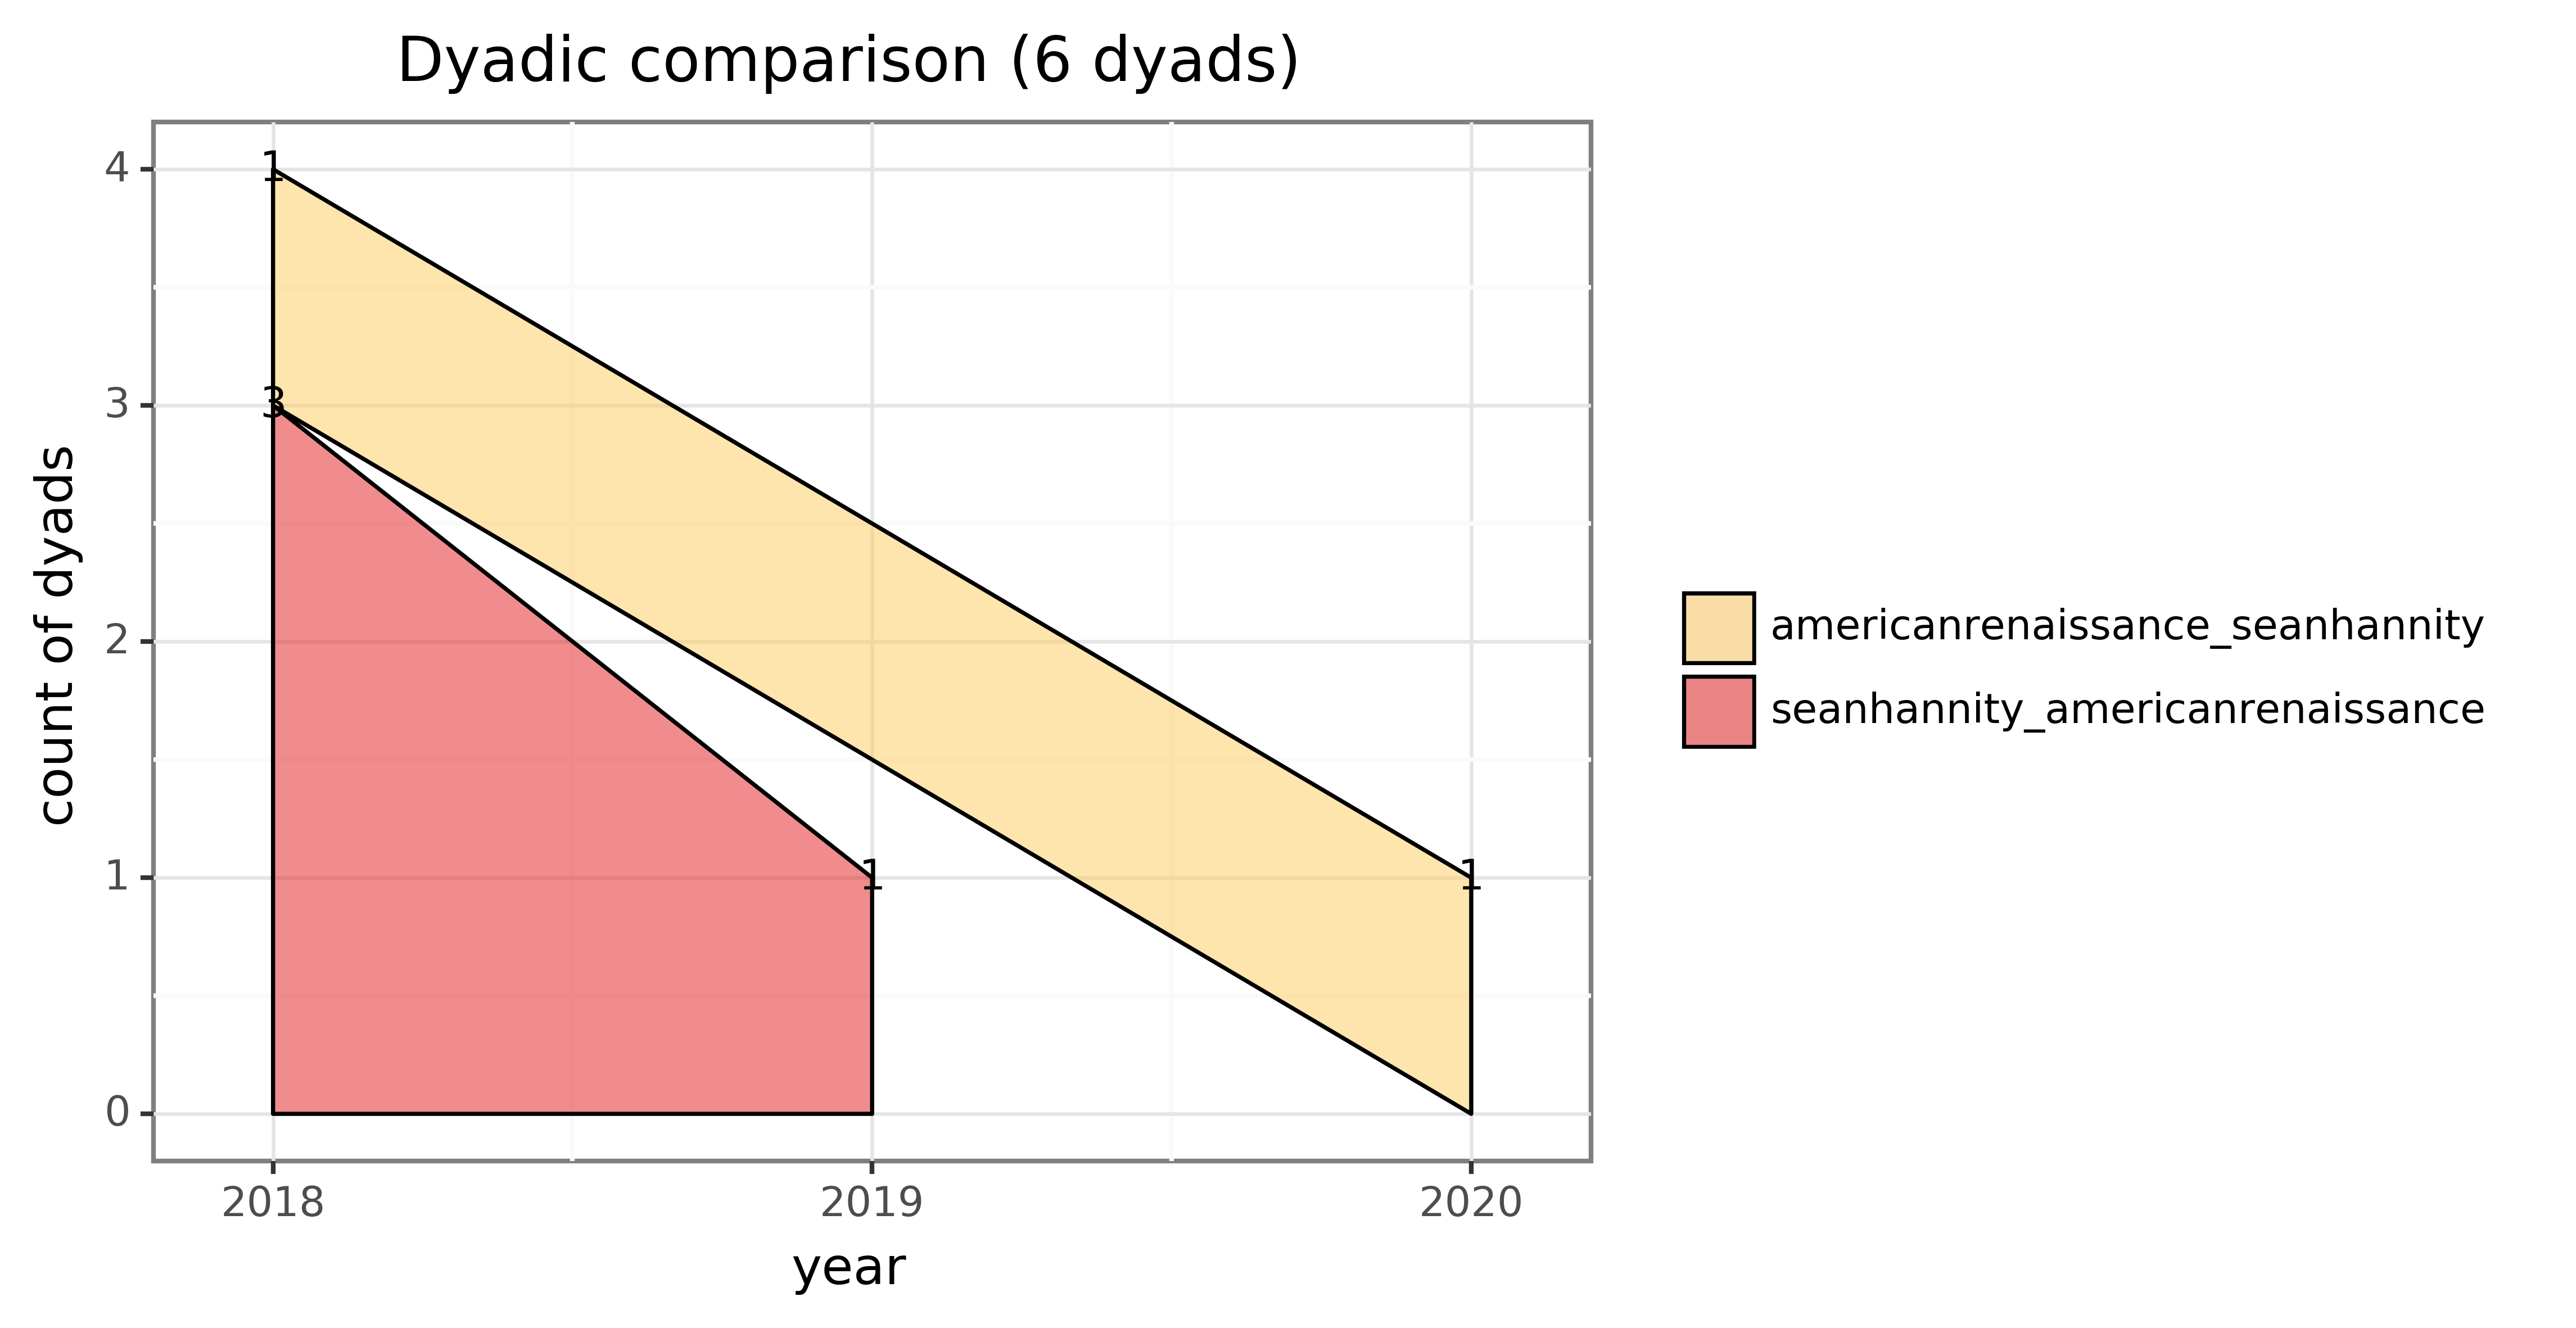 Dyadic comparison (6 dyads)
count of dyads
4
3
2
1
0
1
3
1
1
2018
2019
2020
year
americanrenaissance_seanhannity
seanhannity_americanrenaissance